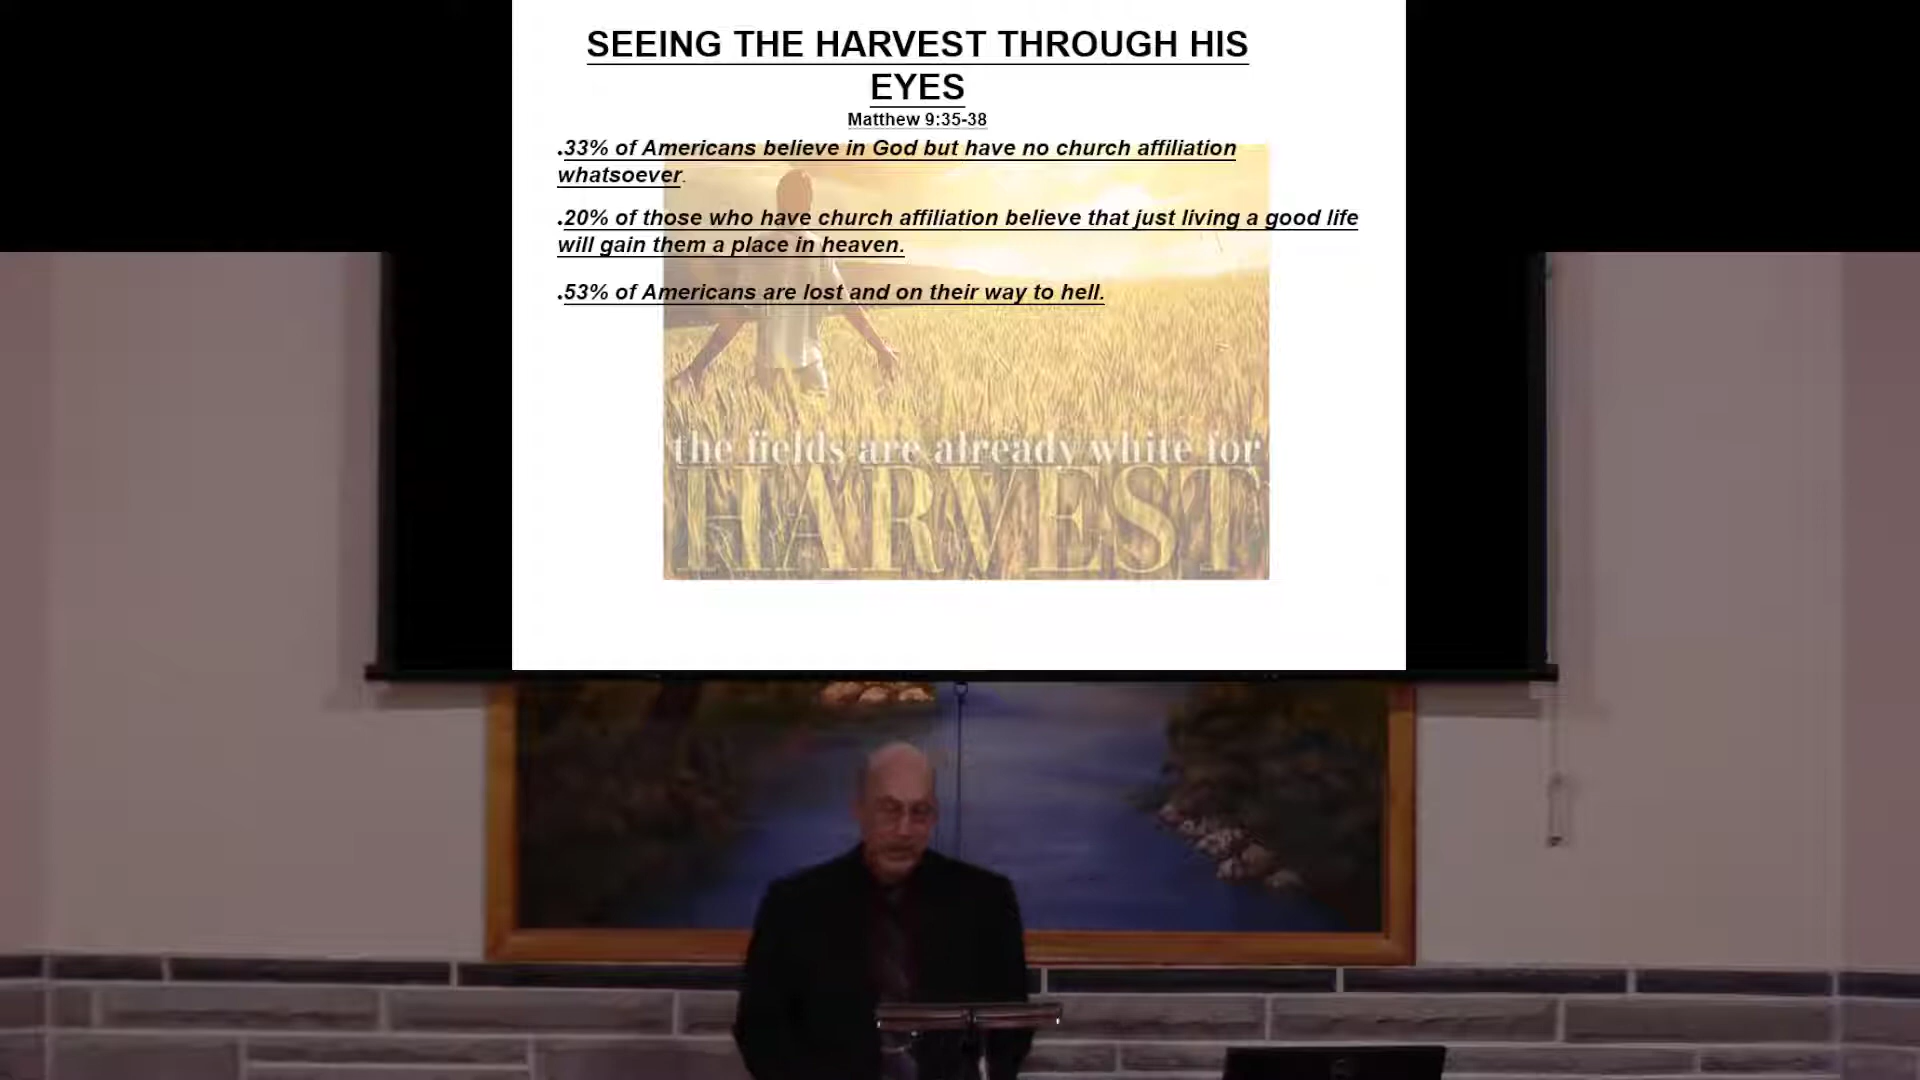 SEEING THE HARVEST THROUGH HIS
EYES
Matthew 9:35-38
.33% of Americans believe in God but have no church affiliation
whatsoever.
.20% of those who have church affiliation believe that just living a good life
will gain them a place in heaven.
.53% of Americans are lost and on their way to hell.
the fields are already white for
HARVEST